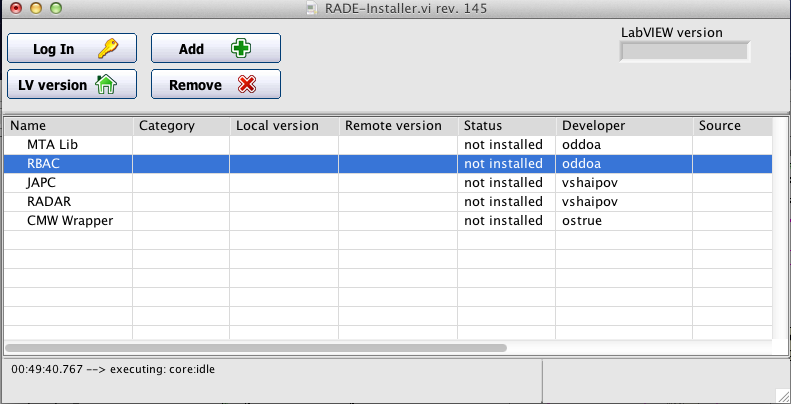 RADE-Installer.vi rev. 145
Log In
Add
LabVIEW version
LV version
Remove
Name Category Local version Remote version Status Developer Source
MTA Lib not installed oddoa
RBAC not installed oddoa
JAPC not installed vshaipov
RADAR not installed vshaipov
CMW Wrapper not installed ostrue
00:49:40.767 --> executing: core:idle